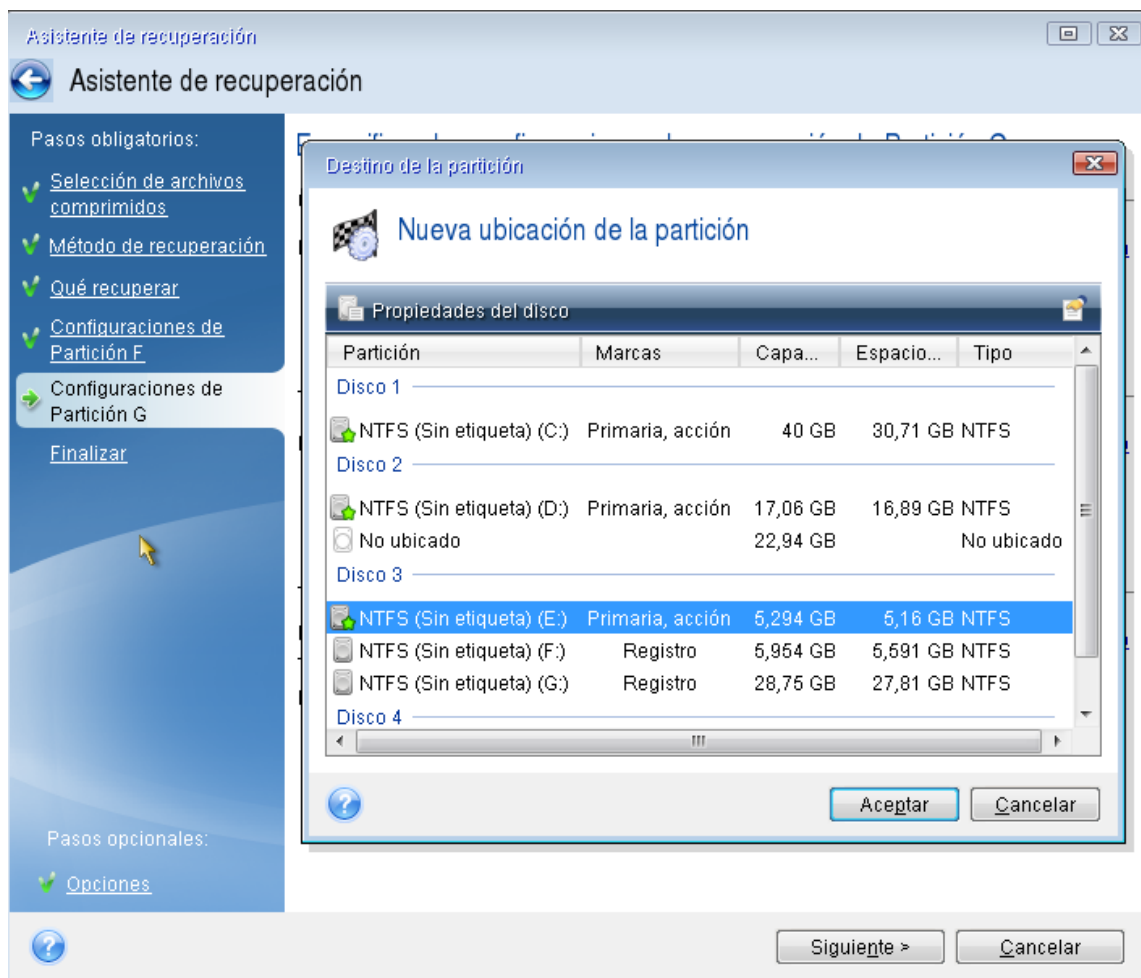 Asistente de recuperación
Asistente de recuperación
Pasos obligatorios:
Selección de archivos
comprimidos
Método de recuperación
Qué recuperar
Configuraciones de
Partición F
Configuraciones de
Partición G
Finalizar
Pasos opcionales:
Opciones
Destino de la partición
Nueva ubicación de la partición
Propiedades del disco
Partición Marcas Capa... Espacio... Tipo
Disco 1
NTFS (Sin etiqueta) (C:) Primaria, acción 40 GB 30,71 GB NTFS
Disco 2
NTFS (Sin etiqueta) (D:) Primaria, acción 17,06 GB 16,89 GB NTFS
No ubicado 22,94 GB No ubicado
Disco 3
NTFS (Sin etiqueta) (E:) Primaria, acción 5,294 GB 5,16 GB NTFS
NTFS (Sin etiqueta) (F:) Registro 5,954 GB 5,591 GB NTFS
NTFS (Sin etiqueta) (G:) Registro 28,75 GB 27,81 GB NTFS
Disco 4
Aceptar Cancelar
Siguiente > Cancelar